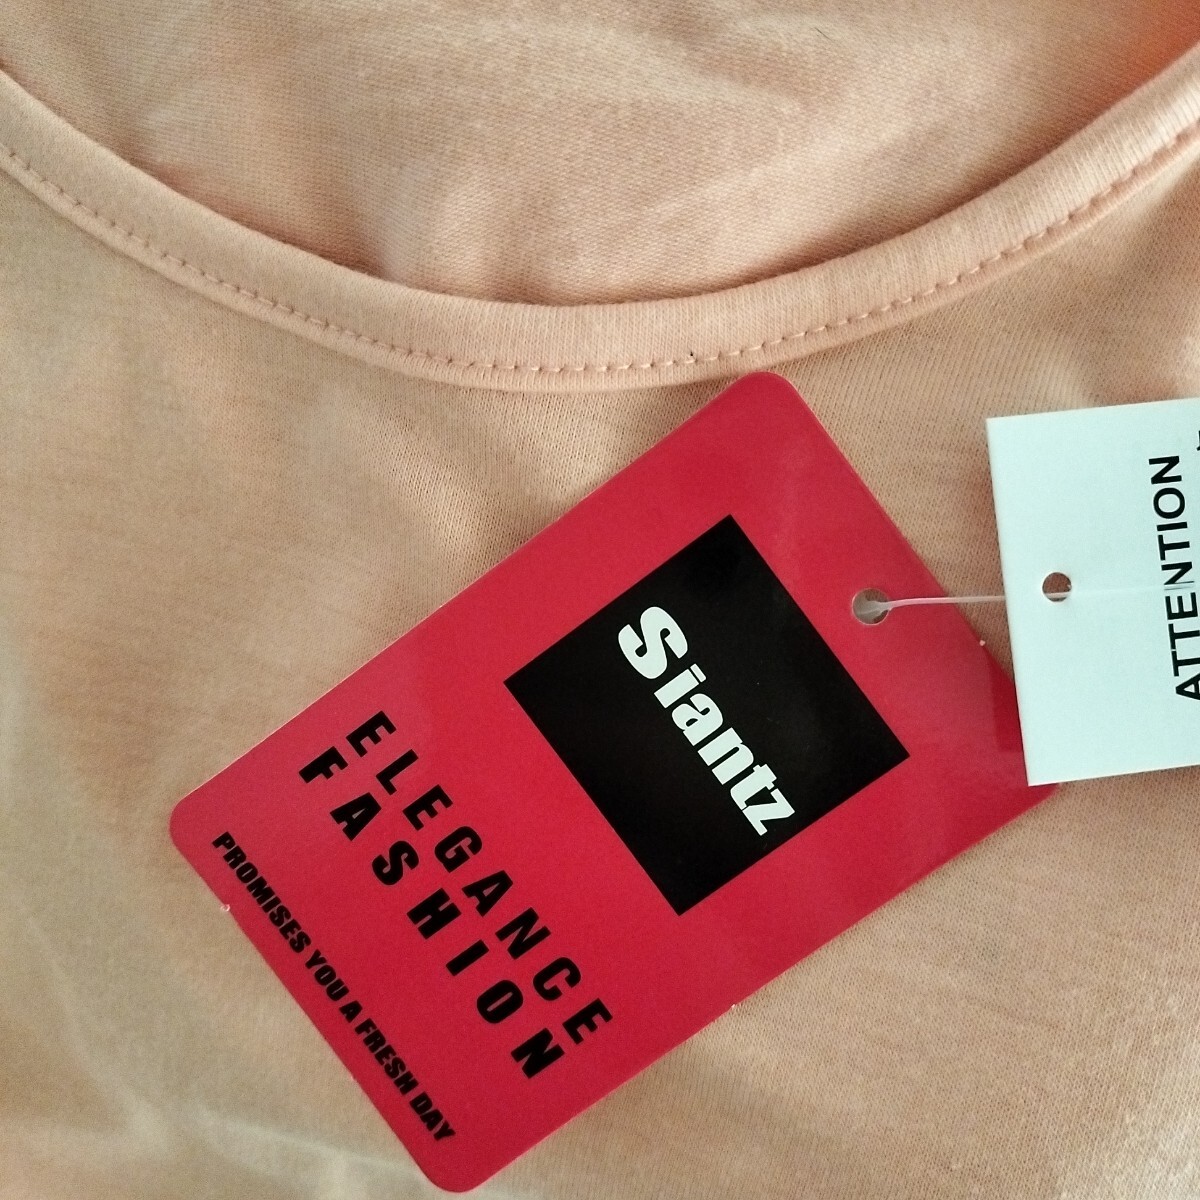 Siantz
ELEGANCE
FASHION
PROMISES YOU A FRESH DAY
ATTENTION